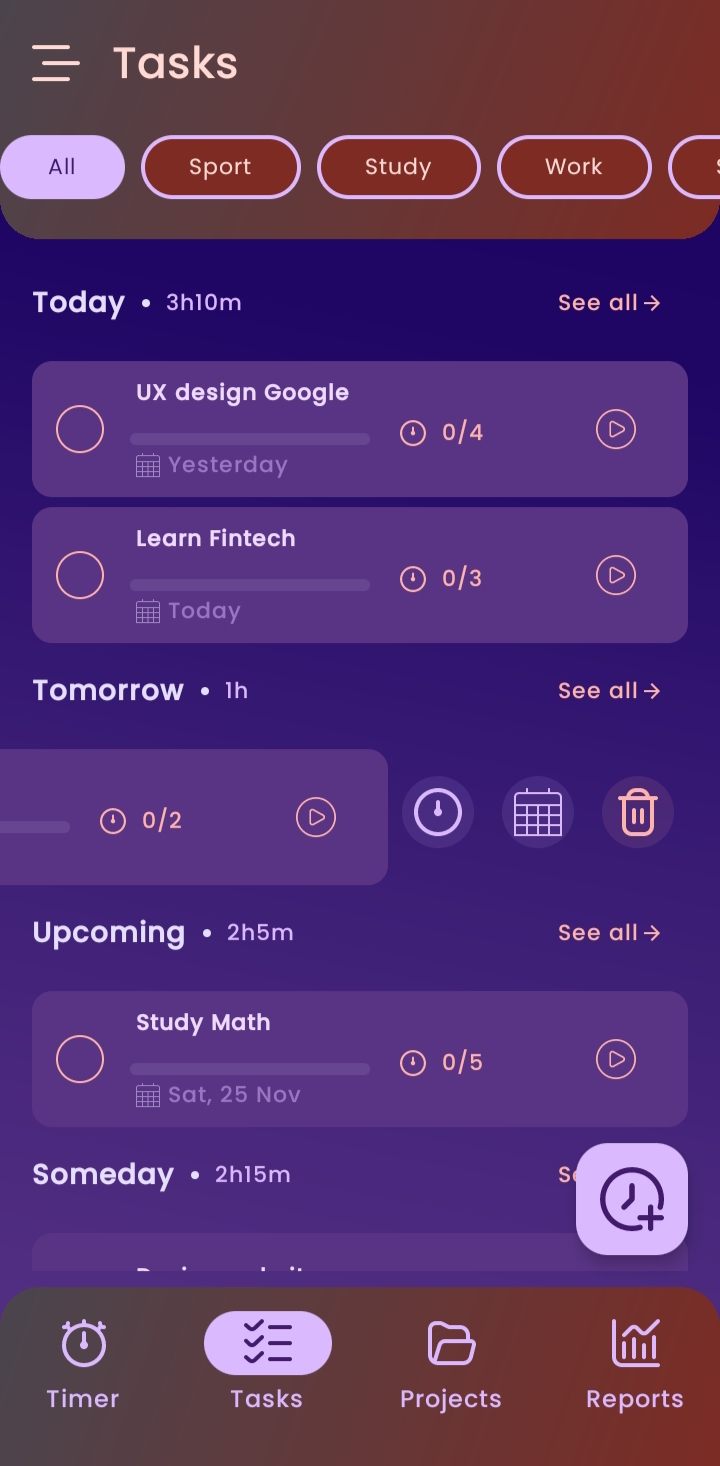 Tasks
All Sport Study Work
Today • 3h10m See all →
UX design Google
0/4
Yesterday
Learn Fintech
0/3
Today
Tomorrow • 1h See all →
0/2
Upcoming • 2h5m See all →
Study Math
0/5
Sat, 25 Nov
Someday • 2h15m
Timer Tasks Projects Reports